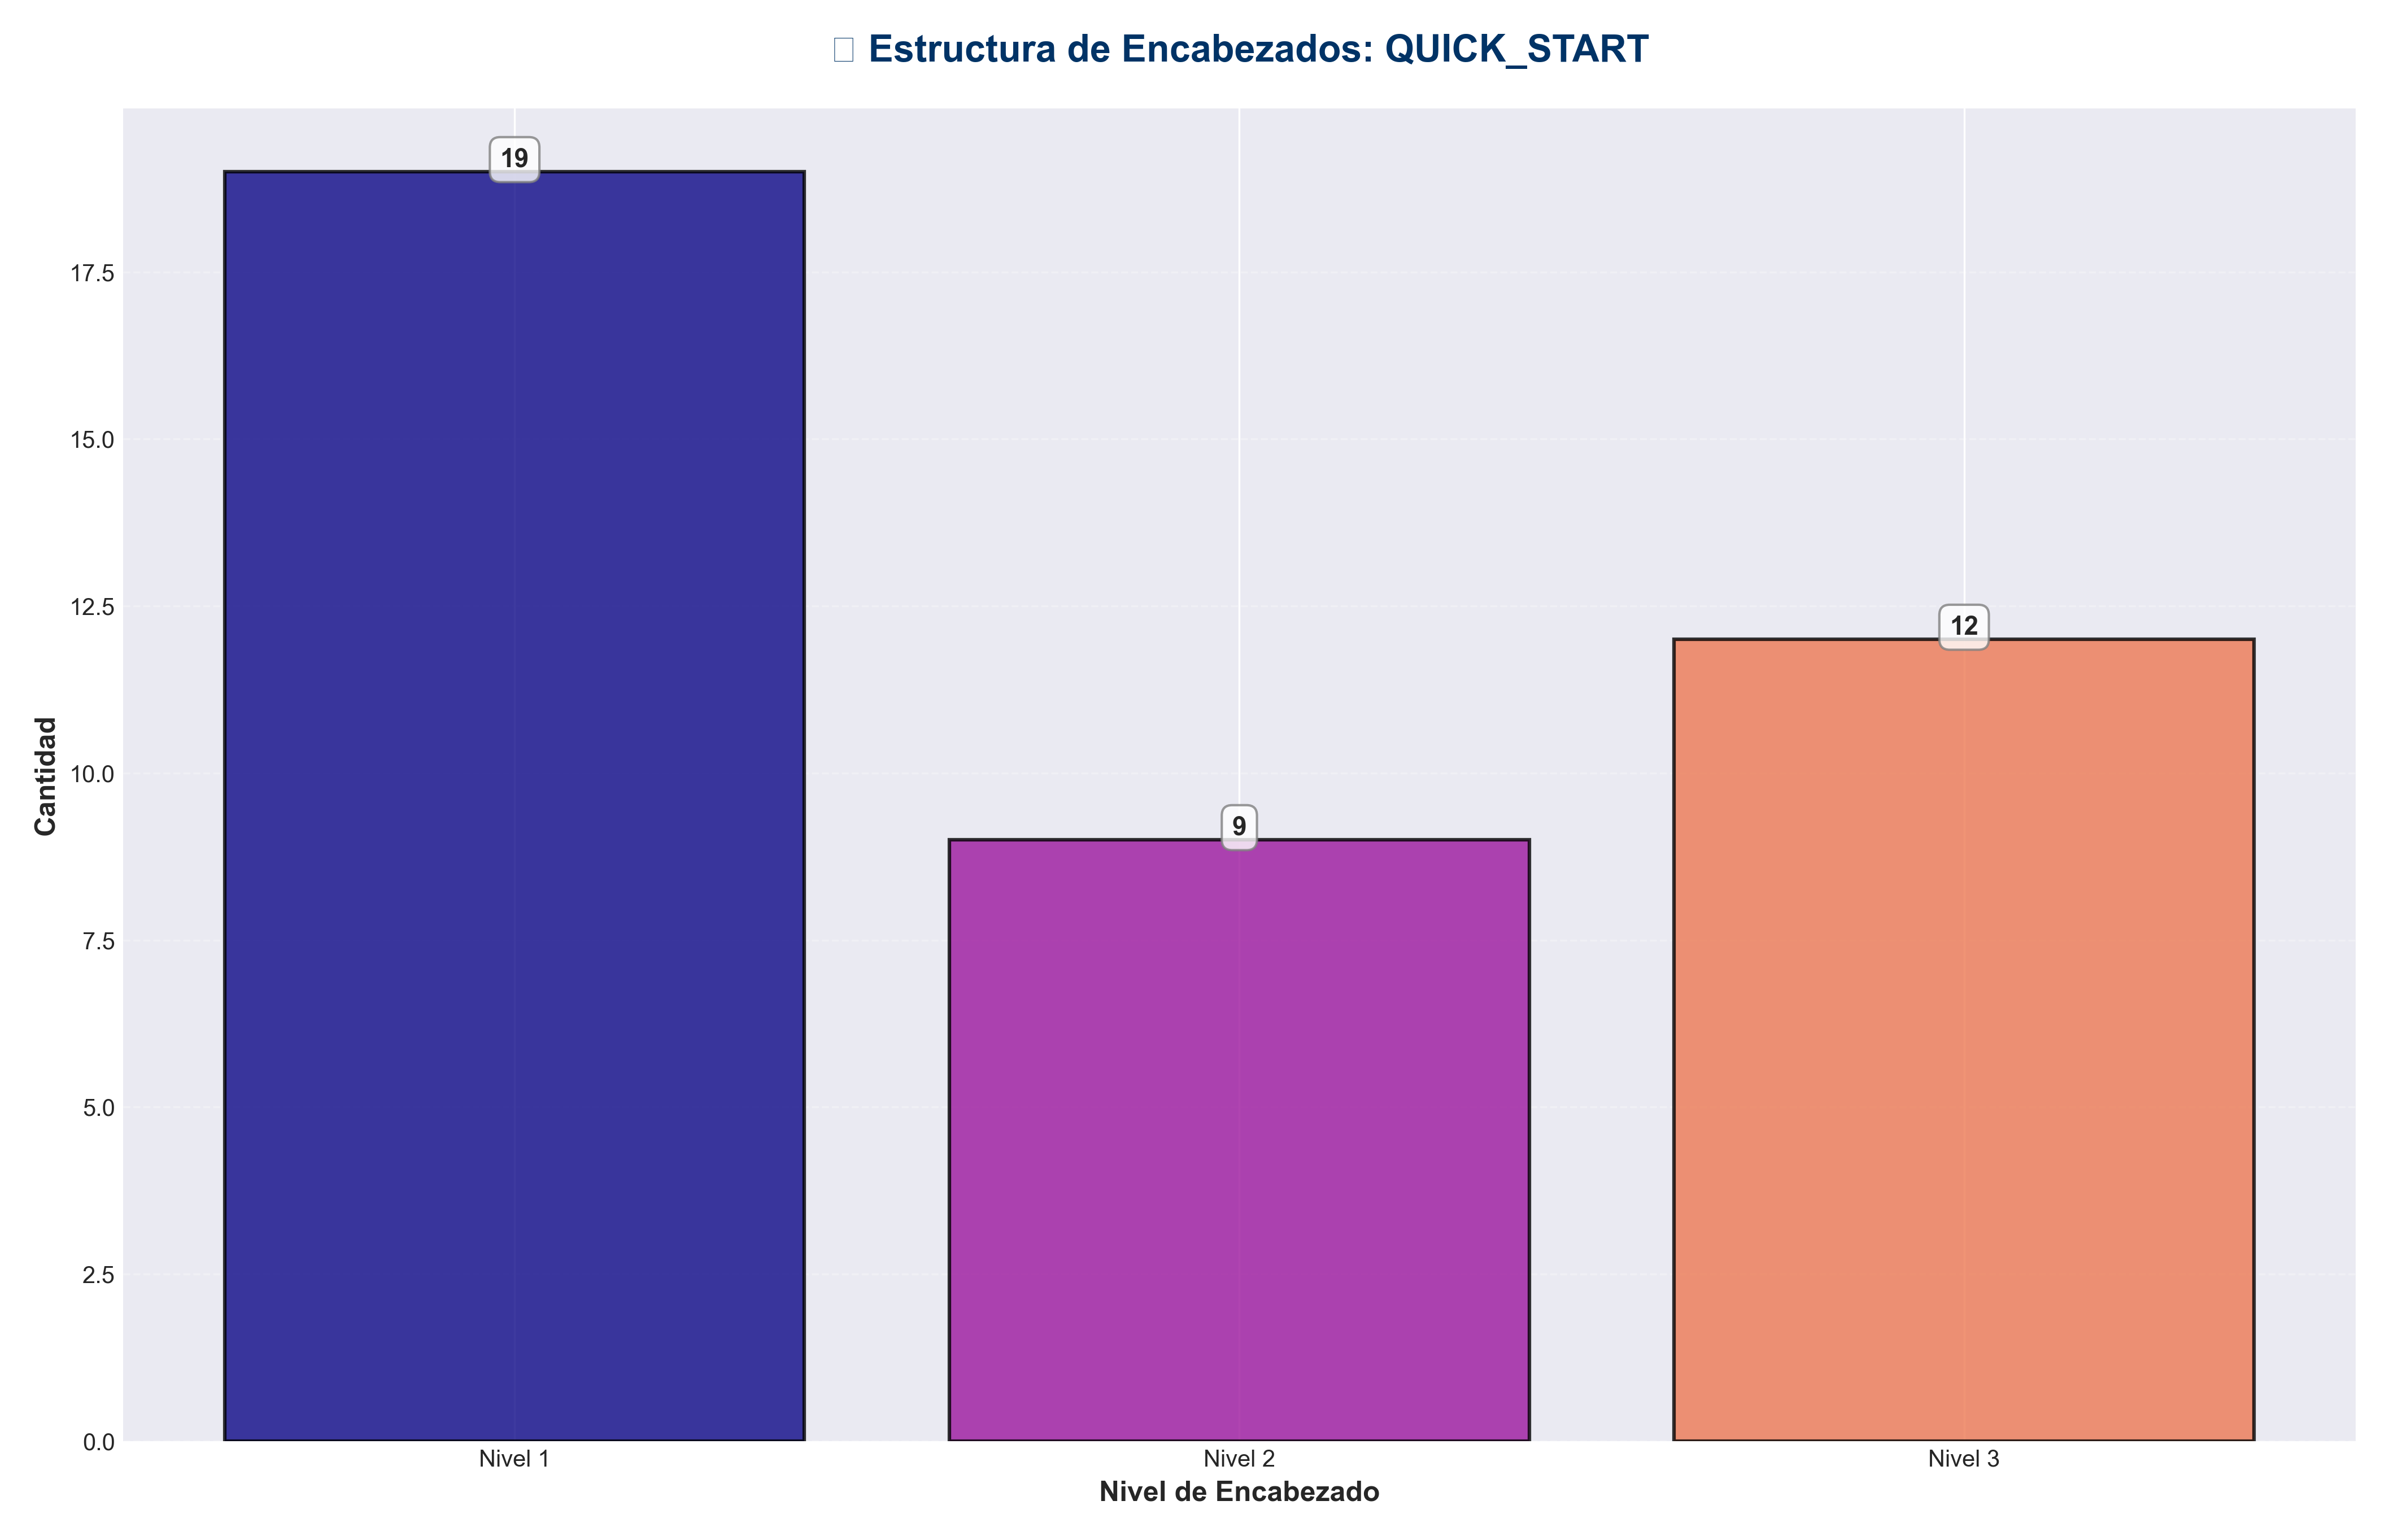 Estructura de Encabezados: QUICK_START
19
17.5
15.0
12.5
12
10.0
9
7.5
5.0
2.5
0.0
Cantidad
Nivel 1
Nivel 2
Nivel 3
Nivel de Encabezado